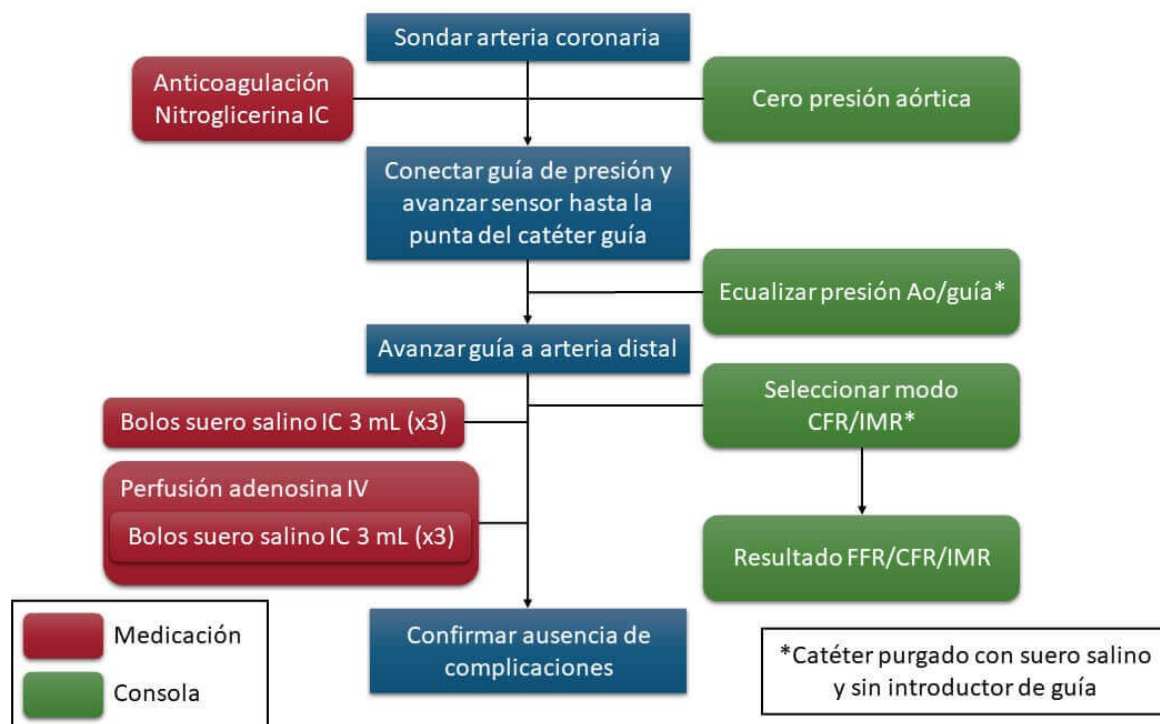 Sondar arteria coronaria
Anticoagulación
Nitroglicerina IC
Cero presión aórtica
Conectar guía de presión y
avanzar sensor hasta la
punta del catéter guía
Ecualizar presión Ao/guía*
Avanzar guía a arteria distal
Seleccionar modo
CFR/IMR*
Bolos suero salino IC 3 mL (x3)
Perfusión adenosina IV
Bolos suero salino IC 3 mL (x3)
Resultado FFR/CFR/IMR
Confirmar ausencia de
complicaciones
Medicación
Consola
*Catéter purgado con suero salino
y sin introductor de guía